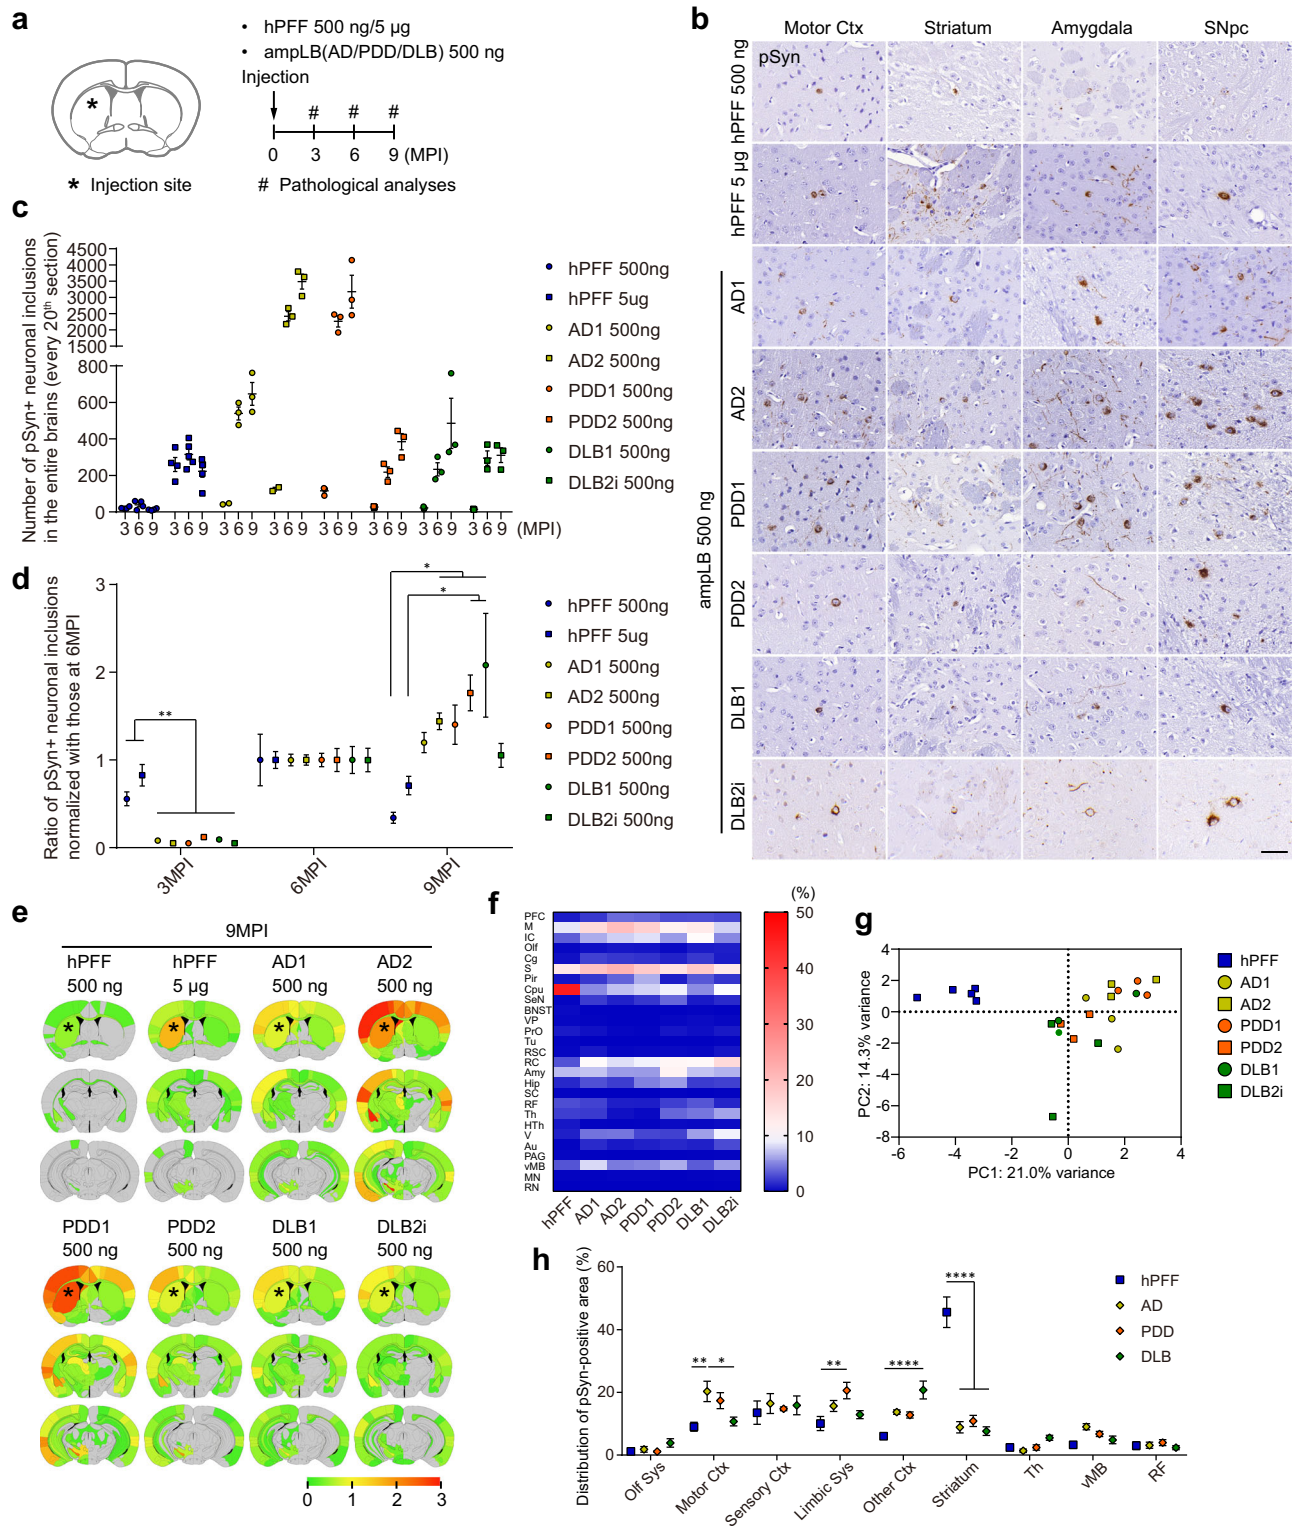 a
• hPFF 500 ng/5 µg
• ampLB(AD/PDD/DLB) 500 ng
Injection
*
# # #
0 3 6 9 (MPI)
* Injection site
# Pathological analyses
b
Motor Ctx Striatum Amygdala SNpc
pSyn
hPFF 500 ng
hPFF 5 µg
AD1
AD2
PDD1
PDD2
DLB1
DLB2i
ampLB 500 ng
c
Number of pSyn+ neuronal inclusions
in the entire brains (every 20th section)
4500
4000
3500
3000
2500
2000
1500
800
600
400
200
0
3 6 9 3 6 9 3 6 9 3 6 9 3 6 9 3 6 9 3 6 9 3 6 9 (MPI)
hPFF 500ng
hPFF 5ug
AD1 500ng
AD2 500ng
PDD1 500ng
PDD2 500ng
DLB1 500ng
DLB2i 500ng
d
Ratio of pSyn+ neuronal inclusions
normalized with those at 6MPI
3
2
1
0
**
*
*
3MPI 6MPI 9MPI
hPFF 500ng
hPFF 5ug
AD1 500ng
AD2 500ng
PDD1 500ng
PDD2 500ng
DLB1 500ng
DLB2i 500ng
e
9MPI
hPFF hPFF AD1 AD2
500 ng 5 µg 500 ng 500 ng
* * * *
PDD1 PDD2 DLB1 DLB2i
500 ng 500 ng 500 ng 500 ng
* * * *
0 1 2 3
f
PFC
M
IC
Olf
Cg
S
Pir
Cpu
SeN
BNST
VP
PrO
Tu
RSC
RC
Amy
Hip
SC
RF
Th
HTh
V
Au
PAG
vMB
MN
RN
hPFF AD1 AD2 PDD1 PDD2 DLB1 DLB2i
(%)
50
40
30
20
10
0
g
PC2: 14.3% variance
4
2
0
-2
-4
-6
-8
-6 -4 -2 0 2 4
PC1: 21.0% variance
hPFF
AD1
AD2
PDD1
PDD2
DLB1
DLB2i
h
Distribution of pSyn-positive area (%)
60
40
20
0
** * ** **** ****
Olf Sys Motor Ctx Sensory Ctx Limbic Sys Other Ctx Striatum Th vMB RF
hPFF
AD
PDD
DLB